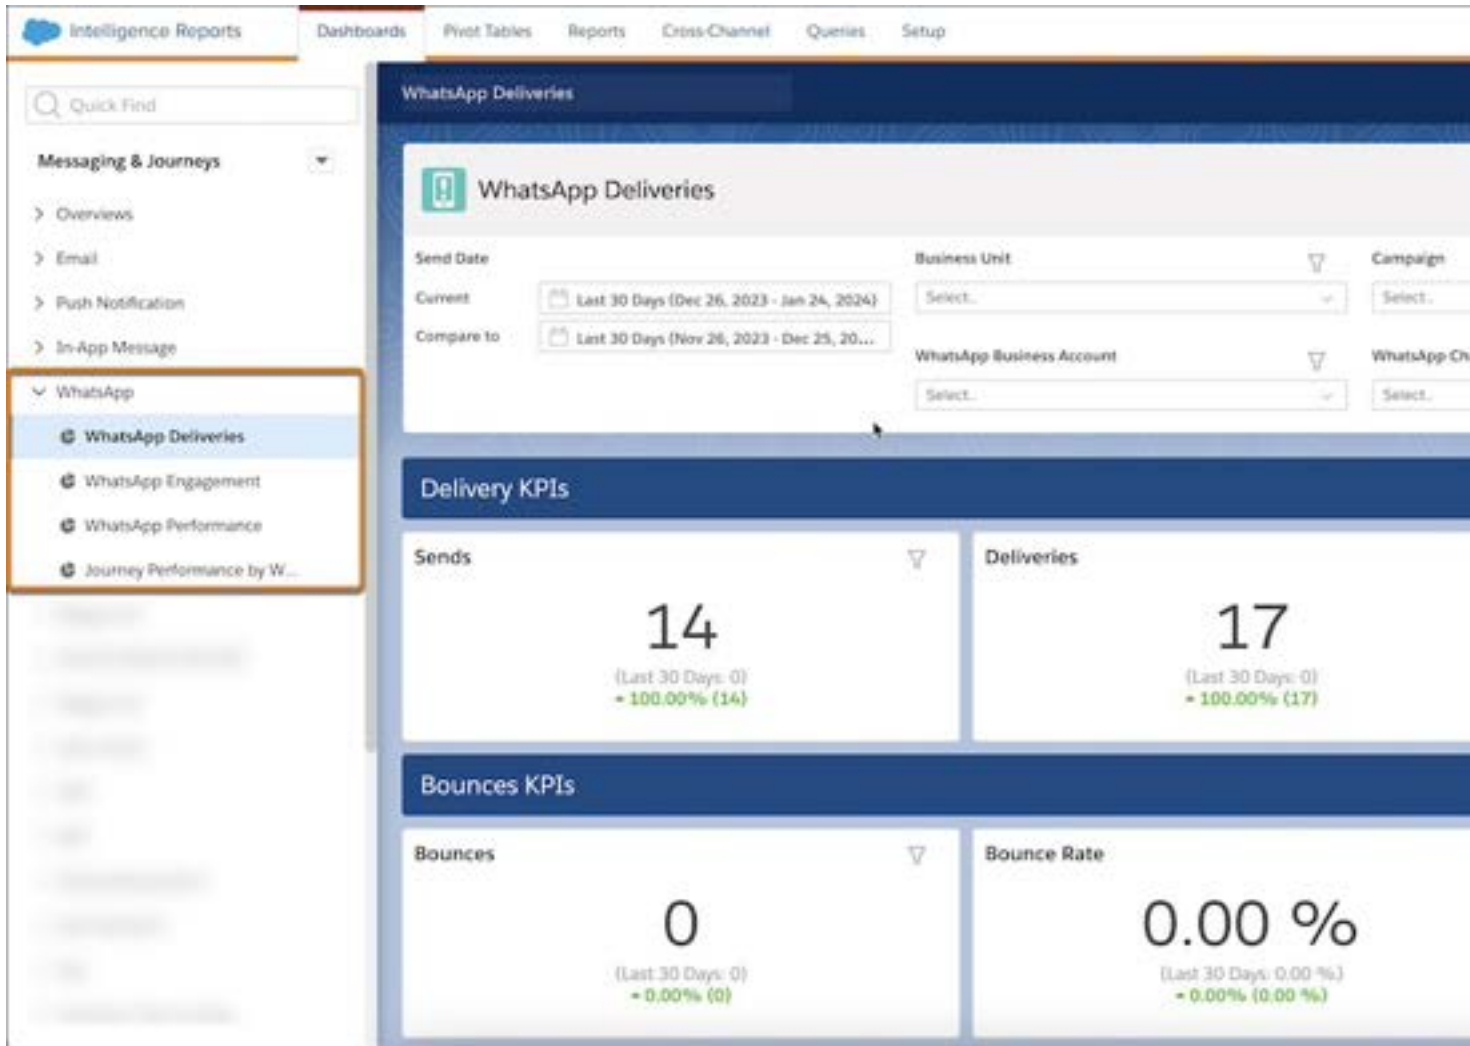 Intelligence Reports
Dashboards
Pivot Tables
Reports
Cross-Channel
Queries
Setup
Quick Find
Messaging & Journeys
Overviews
Email
Push Notification
In-App Message
WhatsApp
WhatsApp Deliveries
WhatsApp Engagement
WhatsApp Performance
Journey Performance by W...
WhatsApp Deliveries
WhatsApp Deliveries
Send Date
Current
Last 30 Days (Dec 26, 2023 - Jan 24, 2024)
Compare to
Last 30 Days (Nov 26, 2023 - Dec 25, 20...
Business Unit
Select..
Campaign
Select..
WhatsApp Business Account
Select..
WhatsApp Ch
Select..
Delivery KPIs
Sends
14
(Last 30 Days: 0)
100.00% (14)
Deliveries
17
(Last 30 Days: 0)
100.00% (17)
Bounces KPIs
Bounces
0
(Last 30 Days: 0)
0.00% (0)
Bounce Rate
0.00 %
(Last 30 Days: 0.00 %)
0.00% (0.00 %)